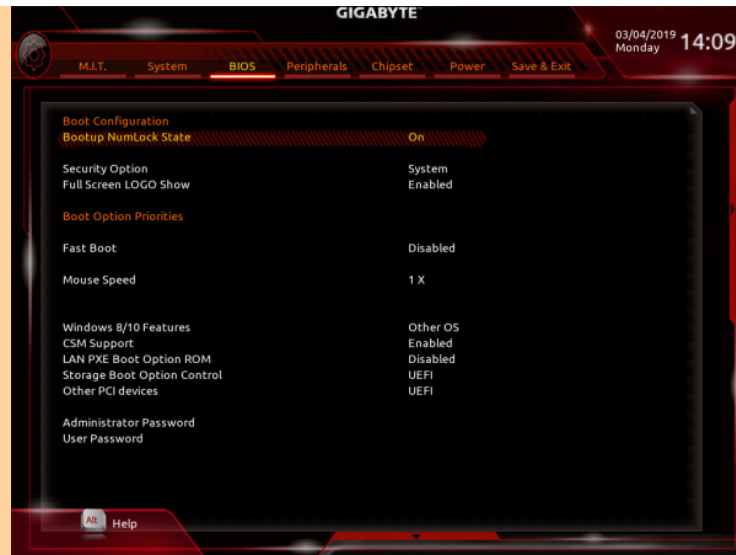 GIGABYTE
03/04/2019
Monday
14:09
M.I.T. System BIOS Peripherals Chipset Power Save & Exit
Boot Configuration
Bootup NumLock State On
Security Option System
Full Screen LOGO Show Enabled
Boot Option Priorities
Fast Boot Disabled
Mouse Speed 1 X
Windows 8/10 Features Other OS
CSM Support Enabled
LAN PXE Boot Option ROM Disabled
Storage Boot Option Control UEFI
Other PCI devices UEFI
Administrator Password
User Password
Alt Help